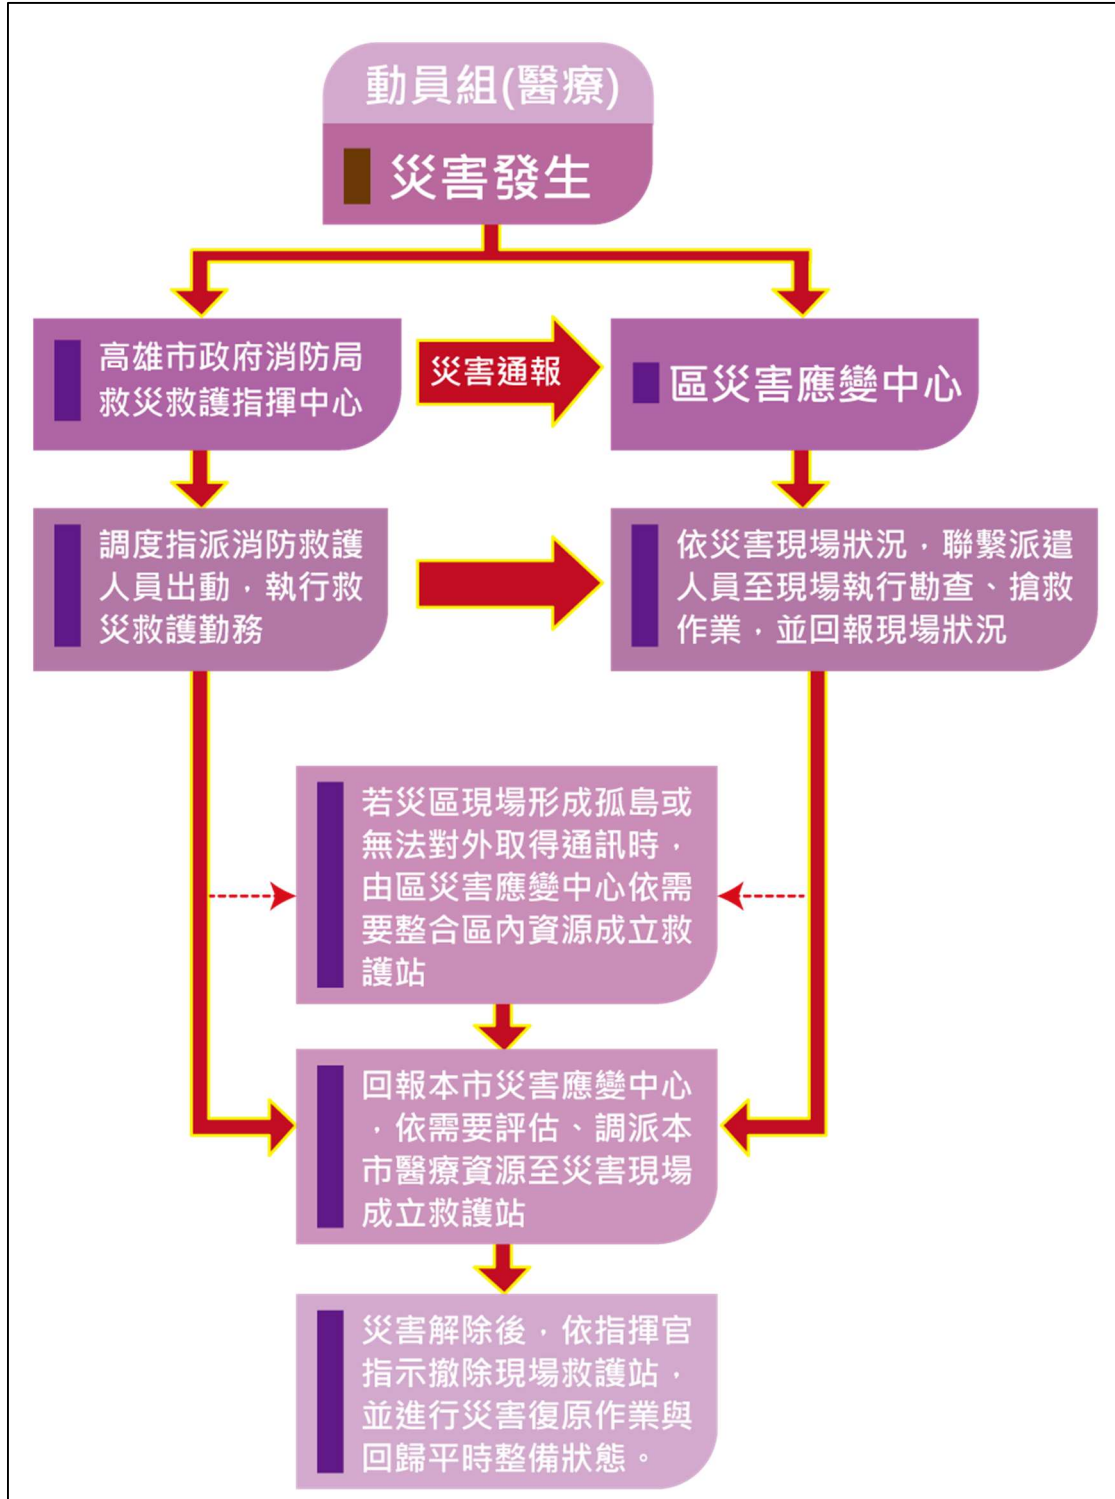 動員組(醫療)
災害發生
高雄市政府消防局
救災救護指揮中心
災害通報
區災害應變中心
調度指派消防救護
人員出動，執行救
災救護勤務
依災害現場狀況，聯繫派遣
人員至現場執行勘查、搶救
作業，並回報現場狀況
若災區現場形成孤島或
無法對外取得通訊時，
由區災害應變中心依需
要整合區內資源成立救
護站
回報本市災害應變中心
，依需要評估、調派本
市醫療資源至災害現場
成立救護站
災害解除後，依指揮官
指示撤除現場救護站，
並進行災害復原作業與
回歸平時整備狀態。